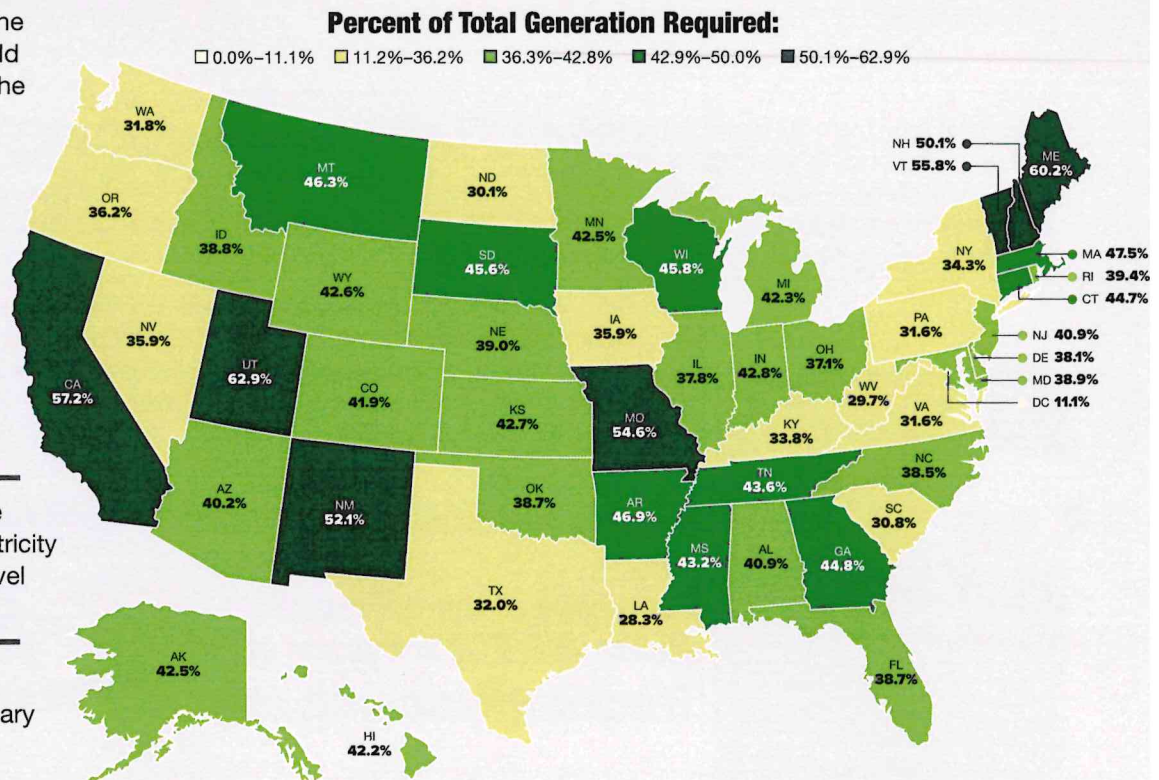 ne
ld
he
e
tricity
vel
ary
Percent of Total Generation Required:
0.0%–11.1% 11.2%–36.2% 36.3%–42.8% 42.9%–50.0% 50.1%–62.9%
WA
31.8%
OR
36.2%
CA
57.2%
NV
35.9%
ID
38.8%
MT
46.3%
WY
42.6%
UT
62.9%
CO
41.9%
AZ
40.2%
NM
52.1%
ND
30.1%
SD
45.6%
NE
39.0%
KS
42.7%
OK
38.7%
TX
32.0%
MN
42.5%
IA
35.9%
MO
54.6%
AR
46.9%
LA
28.3%
WI
45.8%
IL
37.8%
MI
42.3%
IN
42.8%
OH
37.1%
KY
33.8%
TN
43.6%
MS
43.2%
AL
40.9%
GA
44.8%
FL
38.7%
SC
30.8%
NC
38.5%
VA
31.6%
WV
29.7%
PA
31.6%
NY
34.3%
ME
60.2%
NH 50.1%
VT 55.8%
MA 47.5%
RI 39.4%
CT 44.7%
NJ 40.9%
DE 38.1%
MD 38.9%
DC 11.1%
AK
42.5%
HI
42.2%